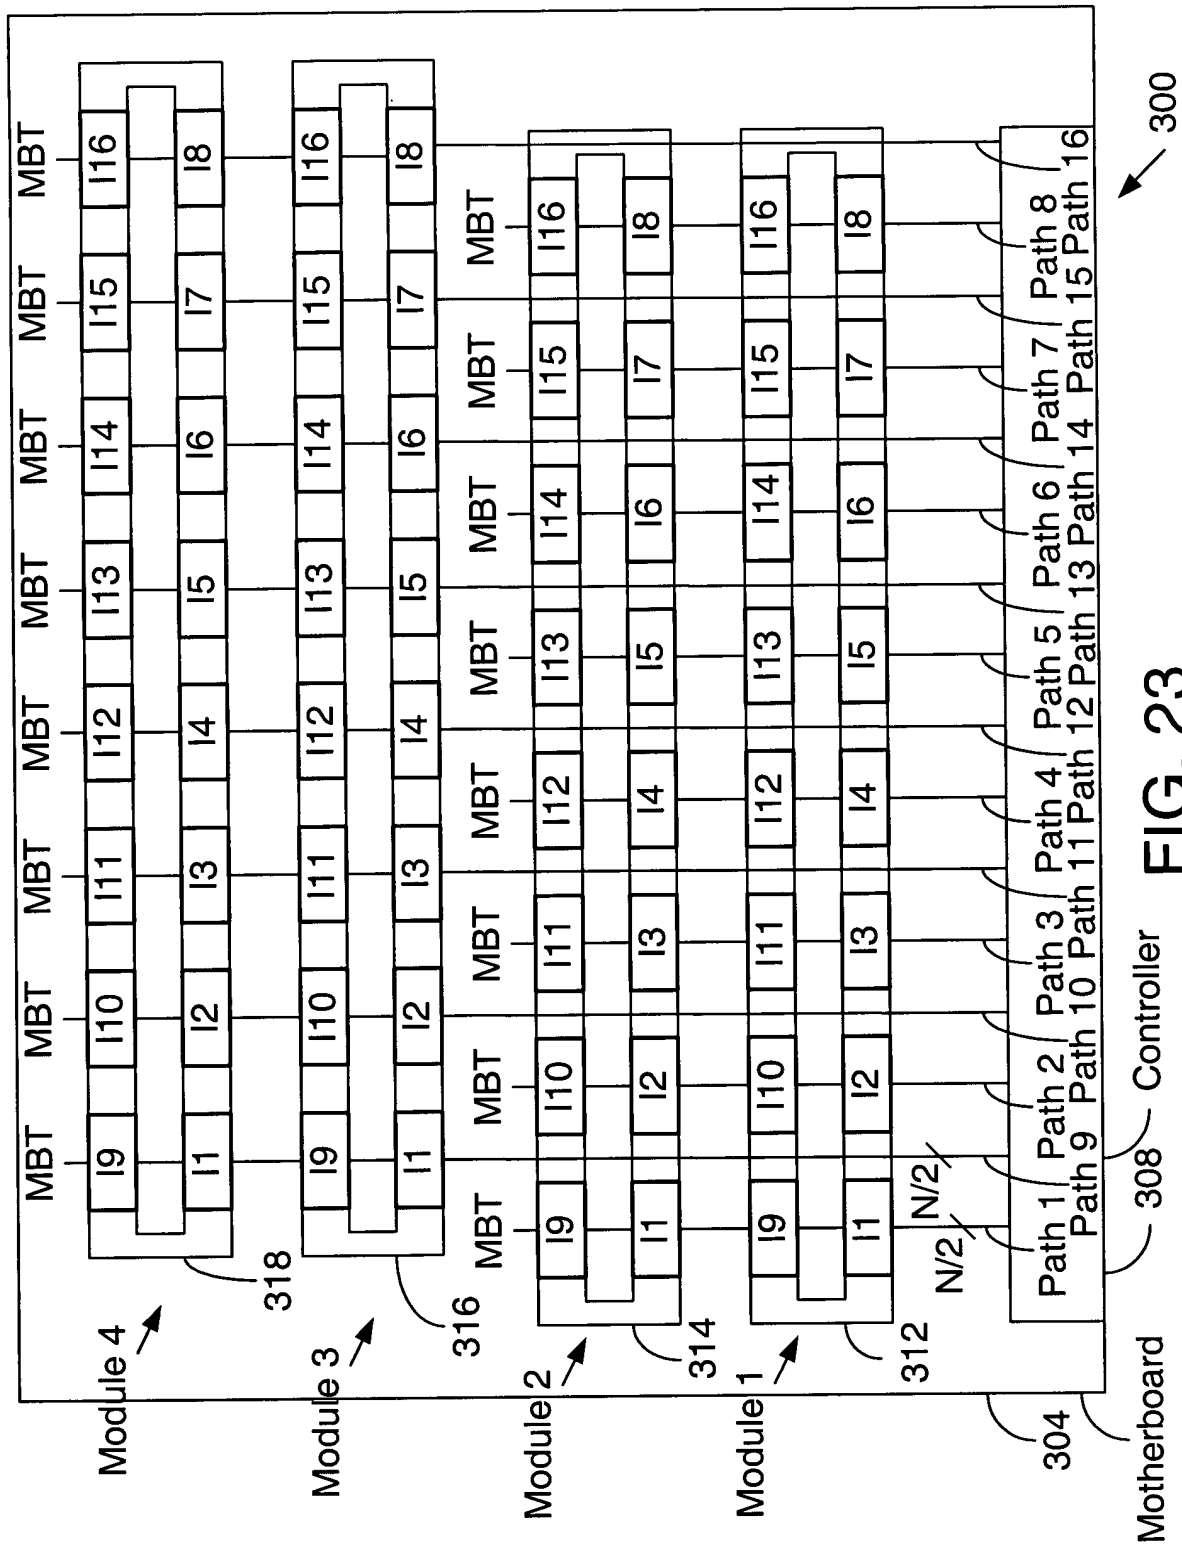 MBT MBT MBT MBT MBT MBT MBT MBT
I9 I10 I11 I12 I13 I14 I15 I16
I1 I2 I3 I4 I5 I6 I7 I8
Module 4
318
I9 I10 I11 I12 I13 I14 I15 I16
I1 I2 I3 I4 I5 I6 I7 I8
Module 3
316
MBT MBT MBT MBT MBT MBT MBT MBT
I9 I10 I11 I12 I13 I14 I15 I16
I1 I2 I3 I4 I5 I6 I7 I8
Module 2
314
I9 I10 I11 I12 I13 I14 I15 I16
I1 I2 I3 I4 I5 I6 I7 I8
Module 1
312
N/2 N/2
Path 1 Path 2 Path 3 Path 4 Path 5 Path 6 Path 7 Path 8
Path 9 Path 10 Path 11 Path 12 Path 13 Path 14 Path 15 Path 16
304
Motherboard
308
Controller
300
FIG. 23